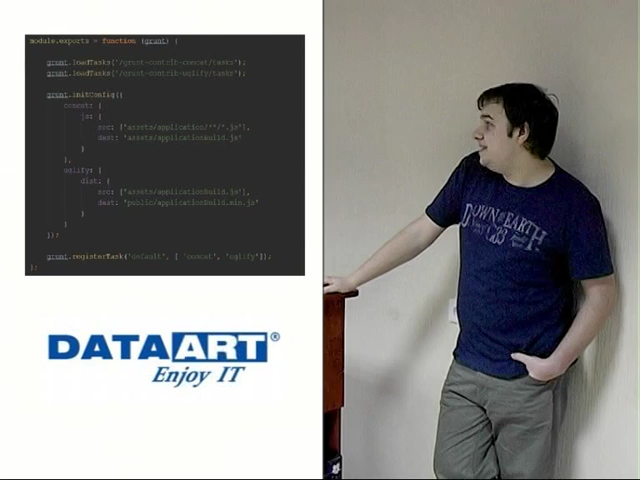 module.exports = function (grunt) {
grunt.loadTasks('/grunt-contrib-concat/tasks');
grunt.loadTasks('/grunt-contrib-uglify/tasks');
grunt.initConfig({
concat: {
js: {
src: ['assets/application/**/*.js'],
dest: 'assets/applicationBuild.js'
}
},
uglify: {
dist: {
src: ['assets/applicationBuild.js'],
dest: 'public/applicationBuild.min.js'
}
}
});
grunt.registerTask('default', [ 'concat', 'uglify']);
};
DATAART®
Enjoy IT
DOWN TO EARTH